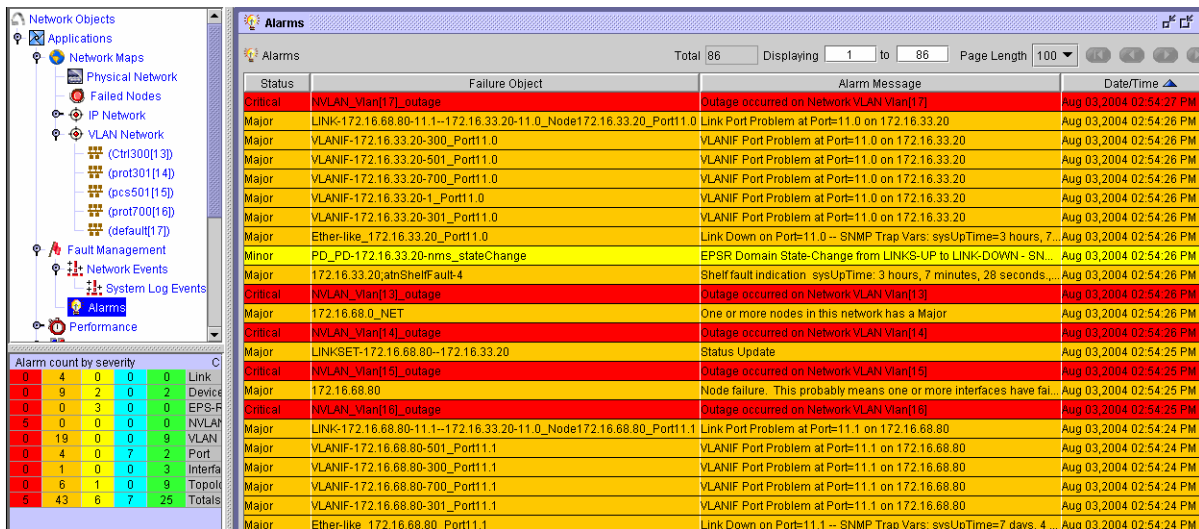 Network Objects
Applications
Network Maps
Physical Network
Failed Nodes
IP Network
VLAN Network
(Ctrl300[13])
(prot301[14])
(pcs501[15])
(prot700[16])
(default[17])
Fault Management
Network Events
System Log Events
Alarms
Performance
Alarm count by severity C
0 4 0 0 0 Link
0 9 2 0 2 Device
0 0 3 0 0 EPS-R
5 0 0 0 0 NVLAN
0 19 0 0 9 VLAN
0 4 0 7 2 Port
0 1 0 0 3 Interfa
0 6 1 0 9 Topolo
5 43 6 7 25 Totals
Alarms
Alarms Total 86 Displaying 1 to 86 Page Length 100
Status Failure Object Alarm Message Date/Time
Critical NVLAN_Vlan[17]_outage Outage occurred on Network VLAN Vlan[17] Aug 03,2004 02:54:27 PM
Major LINK-172.16.68.80-11.1--172.16.33.20-11.0_Node172.16.33.20_Port11.0 Link Port Problem at Port=11.0 on 172.16.33.20 Aug 03,2004 02:54:26 PM
Major VLANIF-172.16.33.20-300_Port11.0 VLANIF Port Problem at Port=11.0 on 172.16.33.20 Aug 03,2004 02:54:26 PM
Major VLANIF-172.16.33.20-501_Port11.0 VLANIF Port Problem at Port=11.0 on 172.16.33.20 Aug 03,2004 02:54:26 PM
Major VLANIF-172.16.33.20-700_Port11.0 VLANIF Port Problem at Port=11.0 on 172.16.33.20 Aug 03,2004 02:54:26 PM
Major VLANIF-172.16.33.20-1_Port11.0 VLANIF Port Problem at Port=11.0 on 172.16.33.20 Aug 03,2004 02:54:26 PM
Major VLANIF-172.16.33.20-301_Port11.0 VLANIF Port Problem at Port=11.0 on 172.16.33.20 Aug 03,2004 02:54:26 PM
Major Ether-like_172.16.33.20_Port11.0 Link Down on Port=11.0 -- SNMP Trap Vars: sysUpTime=3 hours, 7... Aug 03,2004 02:54:26 PM
Minor PD_PD-172.16.33.20-nms_stateChange EPSR Domain State-Change from LINKS-UP to LINK-DOWN - SN... Aug 03,2004 02:54:26 PM
Major 172.16.33.20;atnShelfFault-4 Shelf fault indication sysUpTime: 3 hours, 7 minutes, 28 seconds.,... Aug 03,2004 02:54:26 PM
Critical NVLAN_Vlan[13]_outage Outage occurred on Network VLAN Vlan[13] Aug 03,2004 02:54:26 PM
Major 172.16.68.0_NET One or more nodes in this network has a Major Aug 03,2004 02:54:26 PM
Critical NVLAN_Vlan[14]_outage Outage occurred on Network VLAN Vlan[14] Aug 03,2004 02:54:26 PM
Major LINKSET-172.16.68.80--172.16.33.20 Status Update Aug 03,2004 02:54:25 PM
Critical NVLAN_Vlan[15]_outage Outage occurred on Network VLAN Vlan[15] Aug 03,2004 02:54:25 PM
Major 172.16.68.80 Node failure. This probably means one or more interfaces have fai... Aug 03,2004 02:54:25 PM
Critical NVLAN_Vlan[16]_outage Outage occurred on Network VLAN Vlan[16] Aug 03,2004 02:54:25 PM
Major LINK-172.16.68.80-11.1--172.16.33.20-11.0_Node172.16.68.80_Port11.1 Link Port Problem at Port=11.1 on 172.16.68.80 Aug 03,2004 02:54:24 PM
Major VLANIF-172.16.68.80-501_Port11.1 VLANIF Port Problem at Port=11.1 on 172.16.68.80 Aug 03,2004 02:54:24 PM
Major VLANIF-172.16.68.80-300_Port11.1 VLANIF Port Problem at Port=11.1 on 172.16.68.80 Aug 03,2004 02:54:24 PM
Major VLANIF-172.16.68.80-700_Port11.1 VLANIF Port Problem at Port=11.1 on 172.16.68.80 Aug 03,2004 02:54:24 PM
Major VLANIF-172.16.68.80-301_Port11.1 VLANIF Port Problem at Port=11.1 on 172.16.68.80 Aug 03,2004 02:54:24 PM
Major Ether-like_172.16.68.80_Port11.1 Link Down on Port=11.1 -- SNMP Trap Vars: sysUpTime=7 days, 4 ... Aug 03,2004 02:54:24 PM